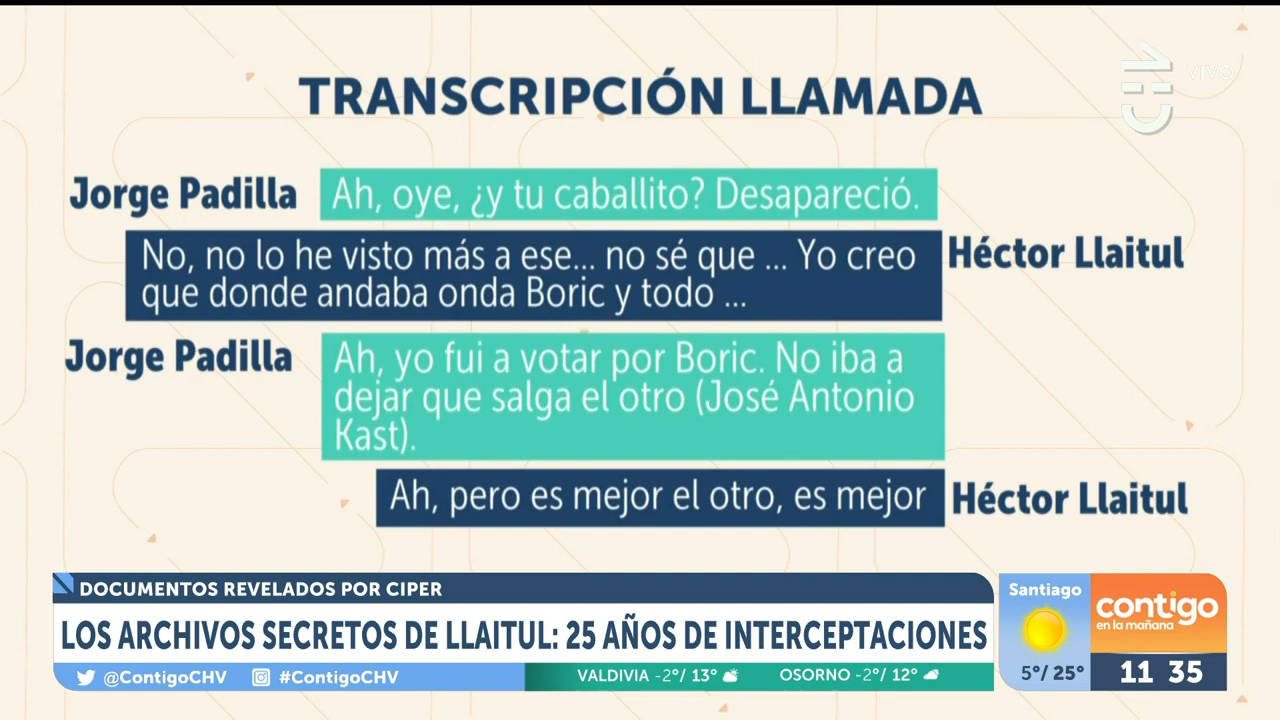 TRANSCRIPCIÓN LLAMADA
CHV VIVO
Jorge Padilla
Ah, oye, ¿y tu caballito? Desapareció.
No, no lo he visto más a ese... no sé que ... Yo creo
que donde andaba onda Boric y todo ...
Héctor Llaitul
Jorge Padilla
Ah, yo fui a votar por Boric. No iba a
dejar que salga el otro (José Antonio
Kast).
Ah, pero es mejor el otro, es mejor
Héctor Llaitul
DOCUMENTOS REVELADOS POR CIPER
LOS ARCHIVOS SECRETOS DE LLAITUL: 25 AÑOS DE INTERCEPTACIONES
@ContigoCHV #ContigoCHV
VALDIVIA -2°/ 13° OSORNO -2°/ 12°
Santiago
5°/ 25°
contigo
en la mañana
11 35